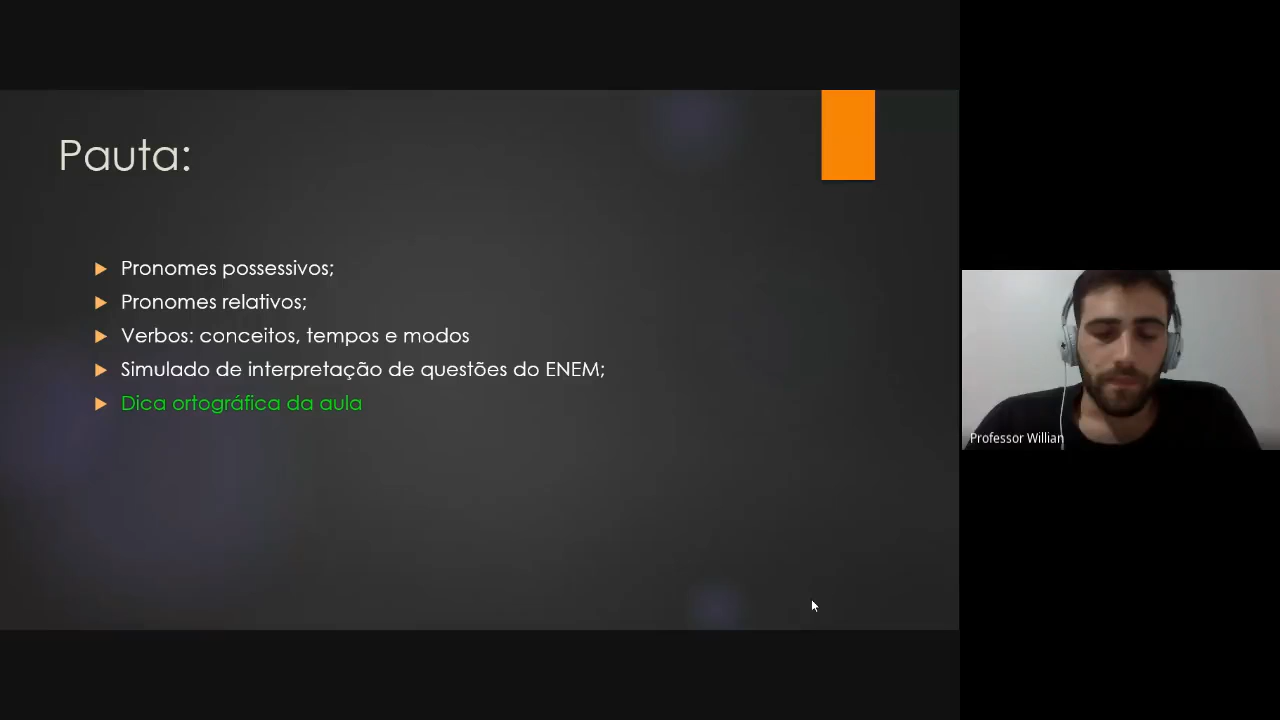 Pauta:
Pronomes possessivos;
Pronomes relativos;
Verbos: conceitos, tempos e modos
Simulado de interpretação de questões do ENEM;
Dica ortográfica da aula
Professor Willian